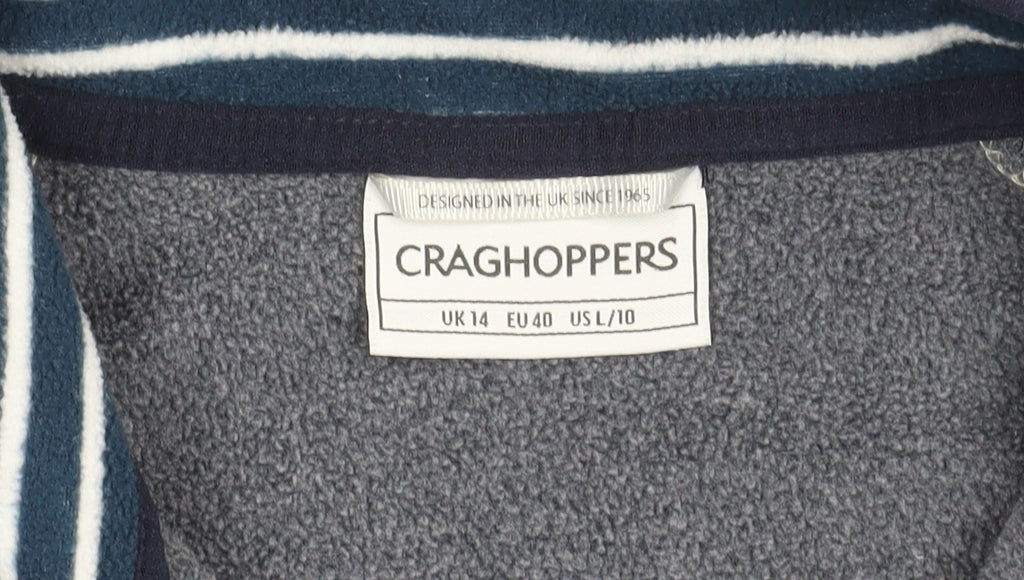 DESIGNED IN THE UK SINCE 1965
CRAGHOPPERS
UK 14 EU 40 US L/10